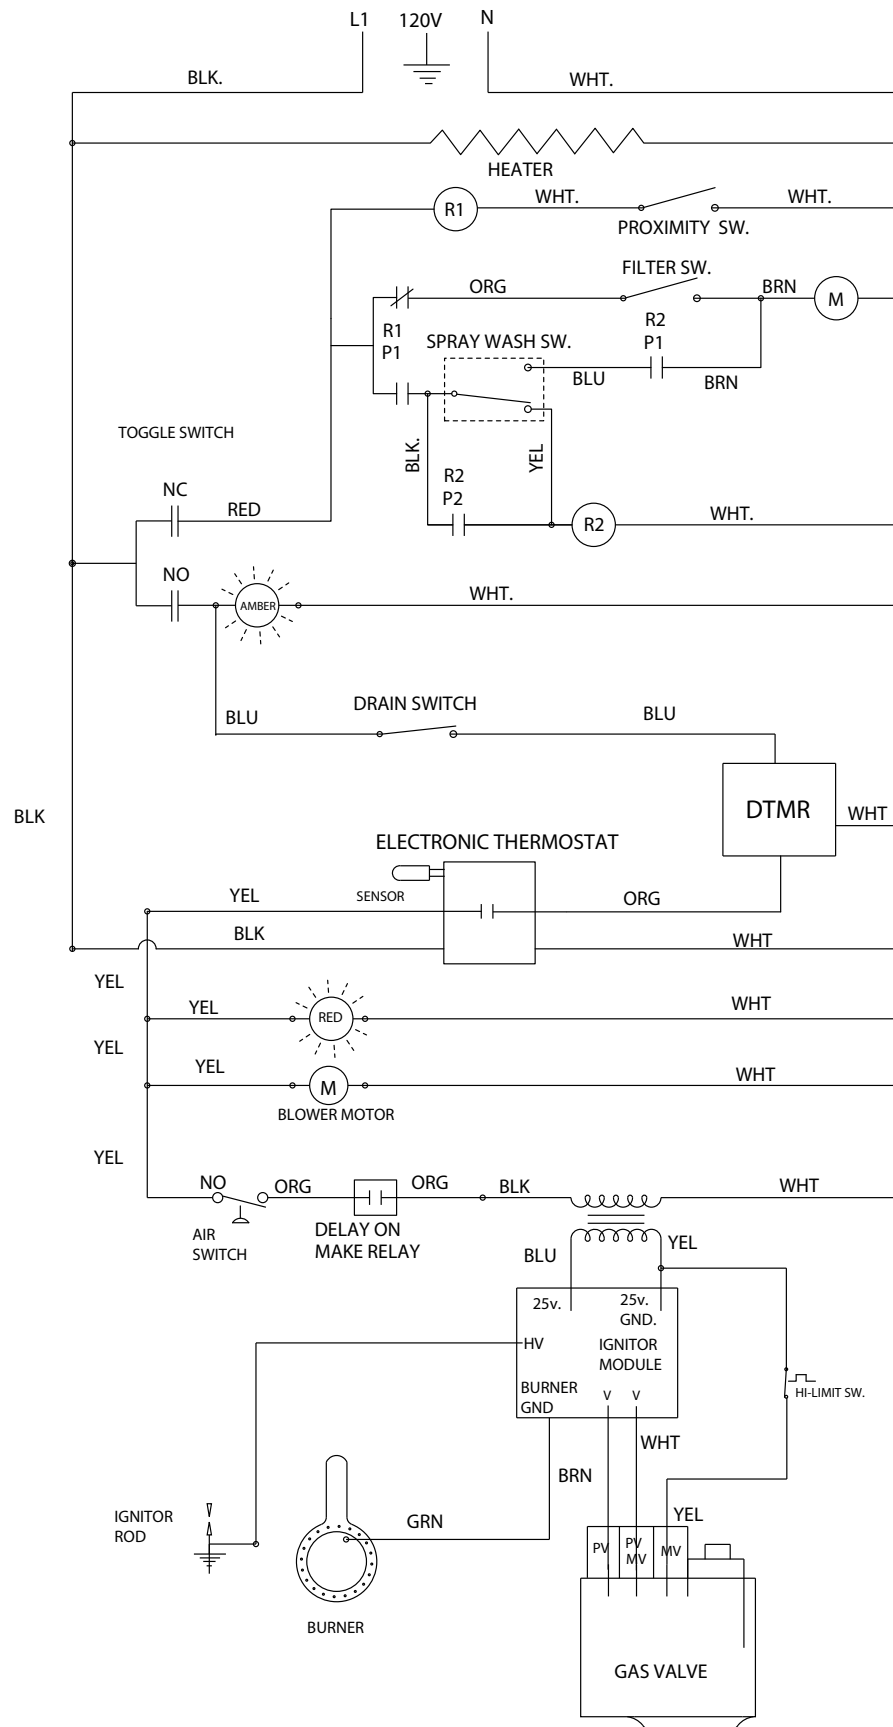 L1 120V N
BLK. WHT.
HEATER
R1 WHT. WHT.
PROXIMITY SW.
FILTER SW.
ORG BRN M
R1
P1
R2
P1
SPRAY WASH SW.
BLU BRN
TOGGLE SWITCH
BLK. YEL
R2
P2
NC RED R2 WHT.
NO AMBER WHT.
DRAIN SWITCH
BLU BLU
DTMR WHT
BLK
ELECTRONIC THERMOSTAT
YEL SENSOR ORG
BLK WHT
YEL
YEL RED WHT
YEL
YEL M WHT
BLOWER MOTOR
YEL
NO ORG ORG BLK WHT
AIR
SWITCH
DELAY ON
MAKE RELAY
BLU YEL
25v. 25v.
GND.
HV IGNITOR
MODULE
BURNER
GND
V V
HI-LIMIT SW.
WHT
BRN
IGNITOR
ROD
GRN
YEL
PV PV
MV
MV
BURNER
GAS VALVE